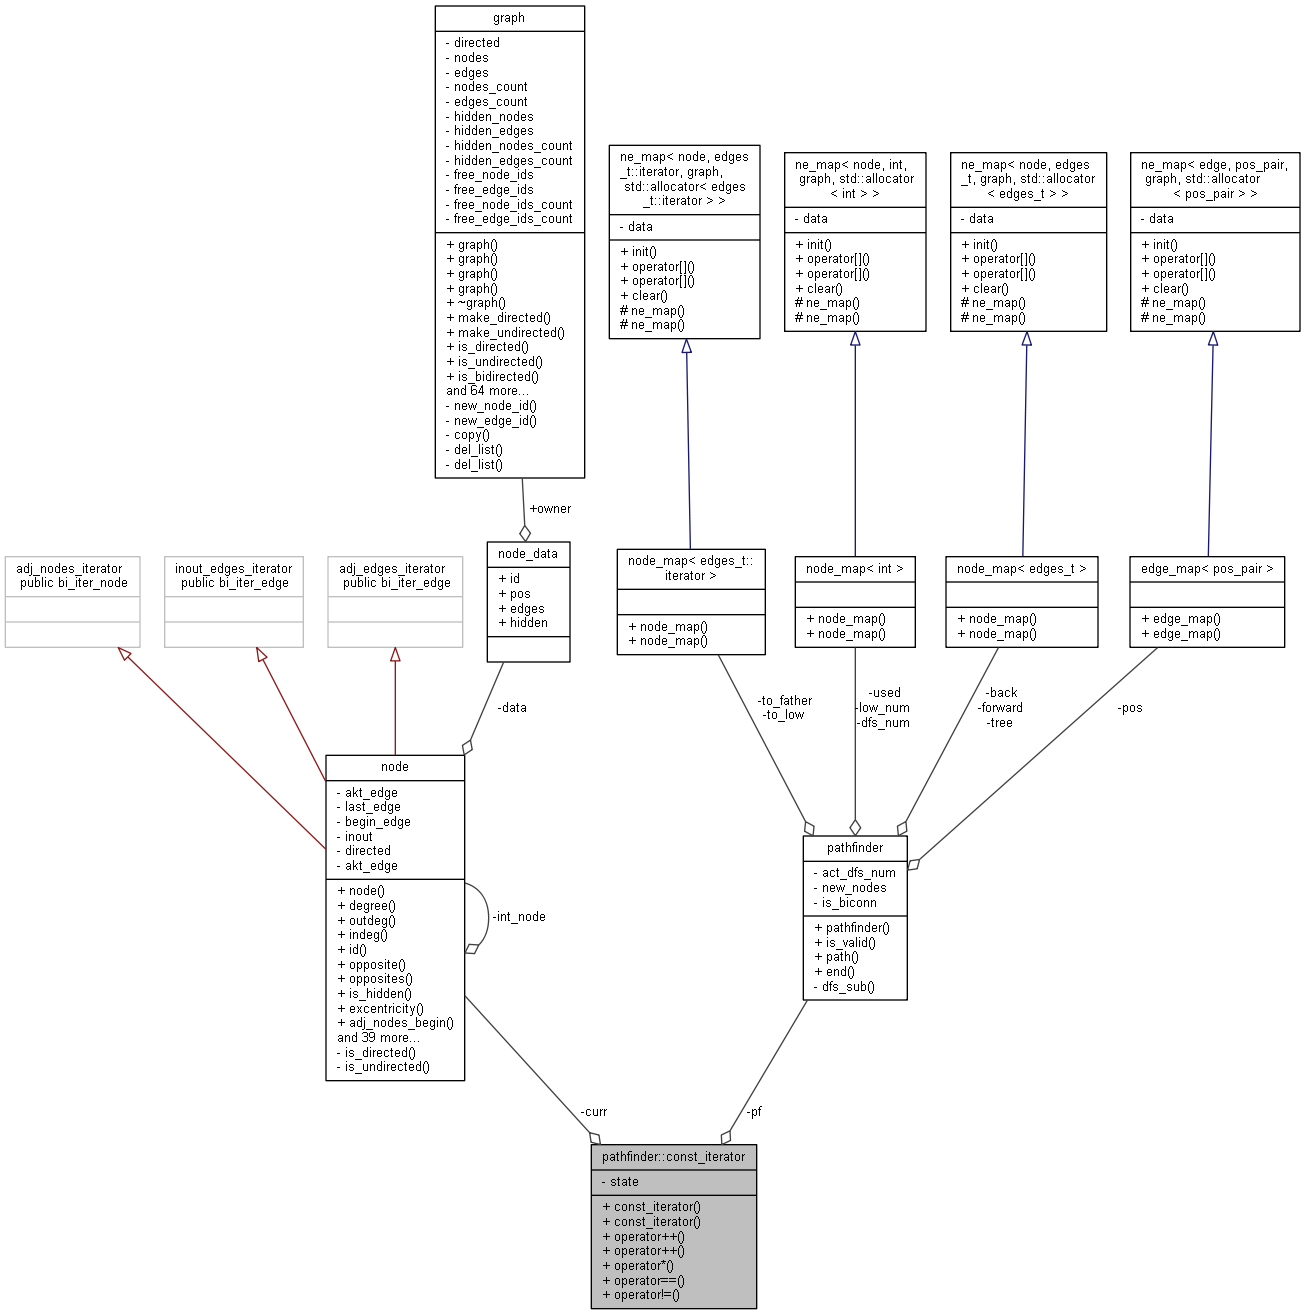 graph
- directed
- nodes
- edges
- nodes_count
- edges_count
- hidden_nodes
- hidden_edges
- hidden_nodes_count
- hidden_edges_count
- free_node_ids
- free_edge_ids
- free_node_ids_count
- free_edge_ids_count
+ graph()
+ graph()
+ graph()
+ graph()
+ ~graph()
+ make_directed()
+ make_undirected()
+ is_directed()
+ is_undirected()
+ is_bidirected()
and 64 more...
- new_node_id()
- new_edge_id()
- copy()
- del_list()
- del_list()
ne_map< node, edges
_t::iterator, graph,
std::allocator< edges
_t::iterator > >
- data
+ init()
+ operator[]()
+ operator[]()
+ clear()
# ne_map()
# ne_map()
ne_map< node, int,
graph, std::allocator
< int > >
- data
+ init()
+ operator[]()
+ operator[]()
+ clear()
# ne_map()
# ne_map()
ne_map< node, edges
_t, graph, std::allocator
< edges_t > >
- data
+ init()
+ operator[]()
+ operator[]()
+ clear()
# ne_map()
# ne_map()
ne_map< edge, pos_pair,
graph, std::allocator
< pos_pair > >
- data
+ init()
+ operator[]()
+ operator[]()
+ clear()
# ne_map()
# ne_map()
+owner
adj_nodes_iterator
public bi_iter_node
inout_edges_iterator
public bi_iter_edge
adj_edges_iterator
public bi_iter_edge
node_data
+ id
+ pos
+ edges
+ hidden
node_map< edges_t::
iterator >
+ node_map()
+ node_map()
node_map< int >
+ node_map()
+ node_map()
node_map< edges_t >
+ node_map()
+ node_map()
edge_map< pos_pair >
+ edge_map()
+ edge_map()
-data
-to_father
-to_low
-used
-low_num
-dfs_num
-back
-forward
-tree
-pos
node
- akt_edge
- last_edge
- begin_edge
- inout
- directed
- akt_edge
+ node()
+ degree()
+ outdeg()
+ indeg()
+ id()
+ opposite()
+ opposites()
+ is_hidden()
+ excentricity()
+ adj_nodes_begin()
and 39 more...
- is_directed()
- is_undirected()
-int_node
pathfinder
- act_dfs_num
- new_nodes
- is_biconn
+ pathfinder()
+ is_valid()
+ path()
+ end()
- dfs_sub()
-curr
-pf
pathfinder::const_iterator
- state
+ const_iterator()
+ const_iterator()
+ operator++()
+ operator++()
+ operator*()
+ operator==()
+ operator!=()